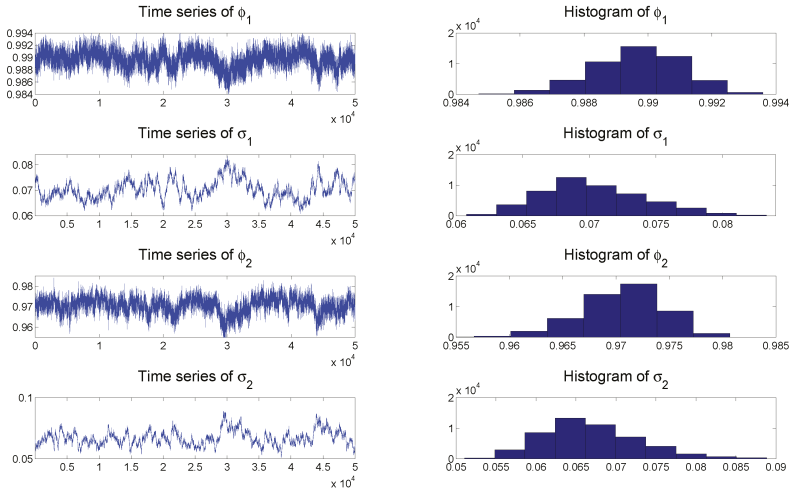 Time series of ϕ1
0.994
0.992
0.99
0.988
0.986
0.984
0 1 2 3 4 5
x 10^4
Histogram of ϕ1
x 10^4
2
1
0
0.984 0.986 0.988 0.99 0.992 0.994
Time series of σ1
0.08
0.07
0.06
0.5 1 1.5 2 2.5 3 3.5 4 4.5 5
x 10^4
Histogram of σ1
x 10^4
2
1
0
0.06 0.065 0.07 0.075 0.08
Time series of ϕ2
0.98
0.96
0 1 2 3 4 5
x 10^4
Histogram of ϕ2
x 10^4
2
1
0
0.955 0.96 0.965 0.97 0.975 0.98 0.985
Time series of σ2
0.1
0.05
0.5 1 1.5 2 2.5 3 3.5 4 4.5 5
x 10^4
Histogram of σ2
x 10^4
2
1
0
0.05 0.055 0.06 0.065 0.07 0.075 0.08 0.085 0.09